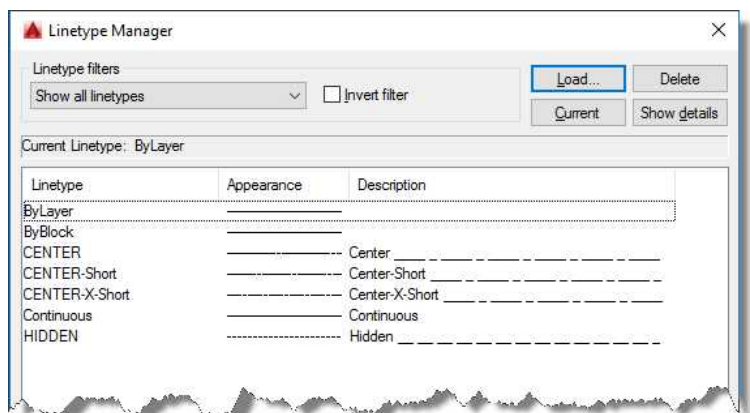 Linetype Manager
Linetype filters
Show all linetypes
Invert filter
Load...
Delete
Current
Show details
Current Linetype: ByLayer
Linetype Appearance Description
ByLayer
ByBlock
CENTER Center
CENTER-Short Center-Short
CENTER-X-Short Center-X-Short
Continuous Continuous
HIDDEN Hidden